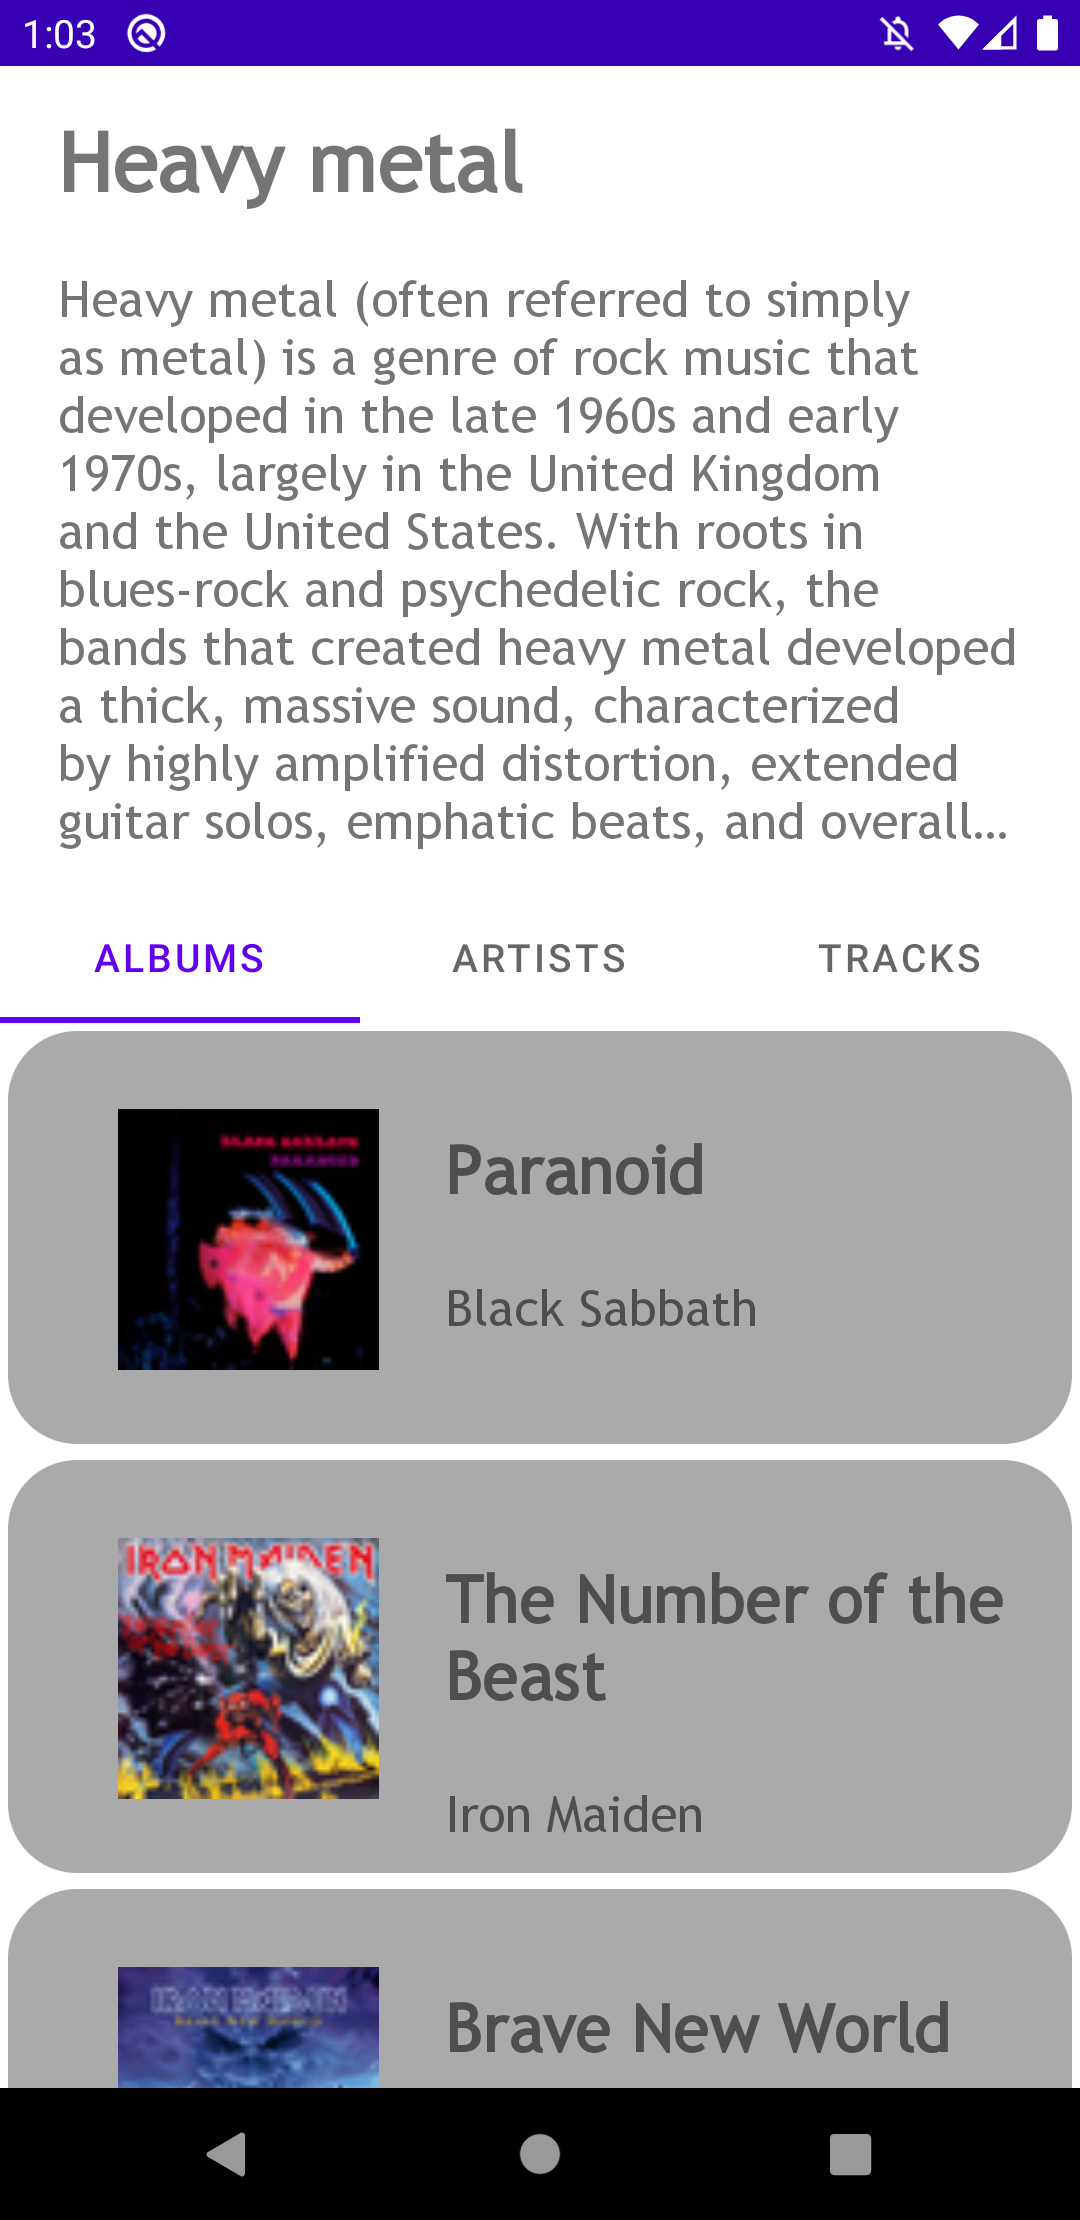 1:03
Heavy metal
Heavy metal (often referred to simply
as metal) is a genre of rock music that
developed in the late 1960s and early
1970s, largely in the United Kingdom
and the United States. With roots in
blues-rock and psychedelic rock, the
bands that created heavy metal developed
a thick, massive sound, characterized
by highly amplified distortion, extended
guitar solos, emphatic beats, and overall…
ALBUMS
ARTISTS
TRACKS
BLACK SABBATH
PARANOID
Paranoid
Black Sabbath
IRON MAIDEN
The Number of the
Beast
Iron Maiden
IRON MAIDEN
Brave New World